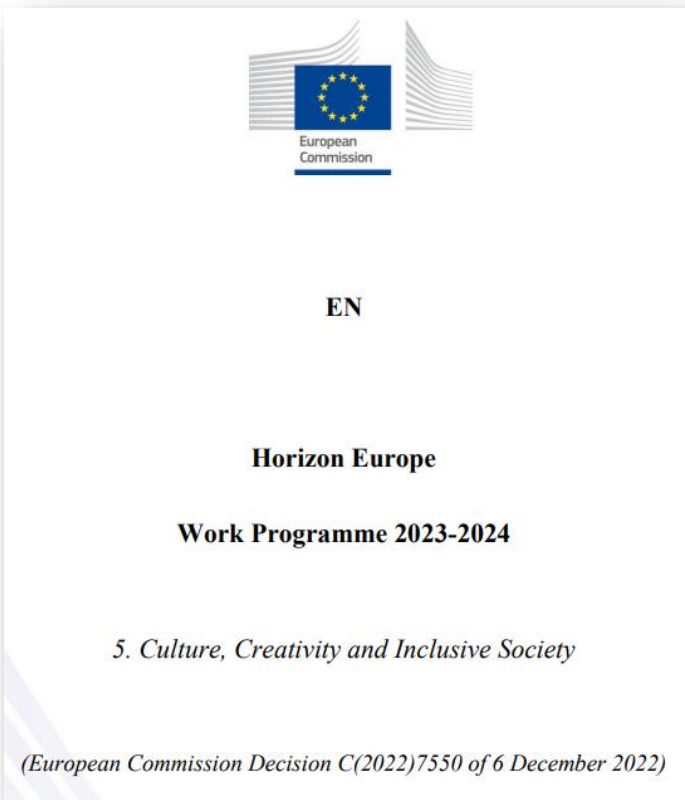 European
Commission
EN
Horizon Europe
Work Programme 2023-2024
5. Culture, Creativity and Inclusive Society
(European Commission Decision C(2022)7550 of 6 December 2022)